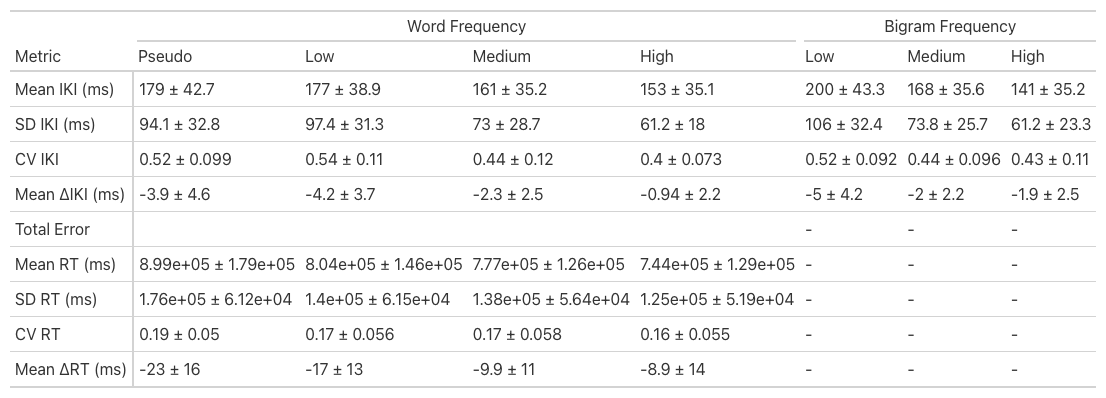 Word Frequency Bigram Frequency
Metric Pseudo Low Medium High Low Medium High
Mean IKI (ms) 179 ± 42.7 177 ± 38.9 161 ± 35.2 153 ± 35.1 200 ± 43.3 168 ± 35.6 141 ± 35.2
SD IKI (ms) 94.1 ± 32.8 97.4 ± 31.3 73 ± 28.7 61.2 ± 18 106 ± 32.4 73.8 ± 25.7 61.2 ± 23.3
CV IKI 0.52 ± 0.099 0.54 ± 0.11 0.44 ± 0.12 0.4 ± 0.073 0.52 ± 0.092 0.44 ± 0.096 0.43 ± 0.11
Mean ΔIKI (ms) -3.9 ± 4.6 -4.2 ± 3.7 -2.3 ± 2.5 -0.94 ± 2.2 -5 ± 4.2 -2 ± 2.2 -1.9 ± 2.5
Total Error - - -
Mean RT (ms) 8.99e+05 ± 1.79e+05 8.04e+05 ± 1.46e+05 7.77e+05 ± 1.26e+05 7.44e+05 ± 1.29e+05 - - -
SD RT (ms) 1.76e+05 ± 6.12e+04 1.4e+05 ± 6.15e+04 1.38e+05 ± 5.64e+04 1.25e+05 ± 5.19e+04 - - -
CV RT 0.19 ± 0.05 0.17 ± 0.056 0.17 ± 0.058 0.16 ± 0.055 - - -
Mean ΔRT (ms) -23 ± 16 -17 ± 13 -9.9 ± 11 -8.9 ± 14 - - -